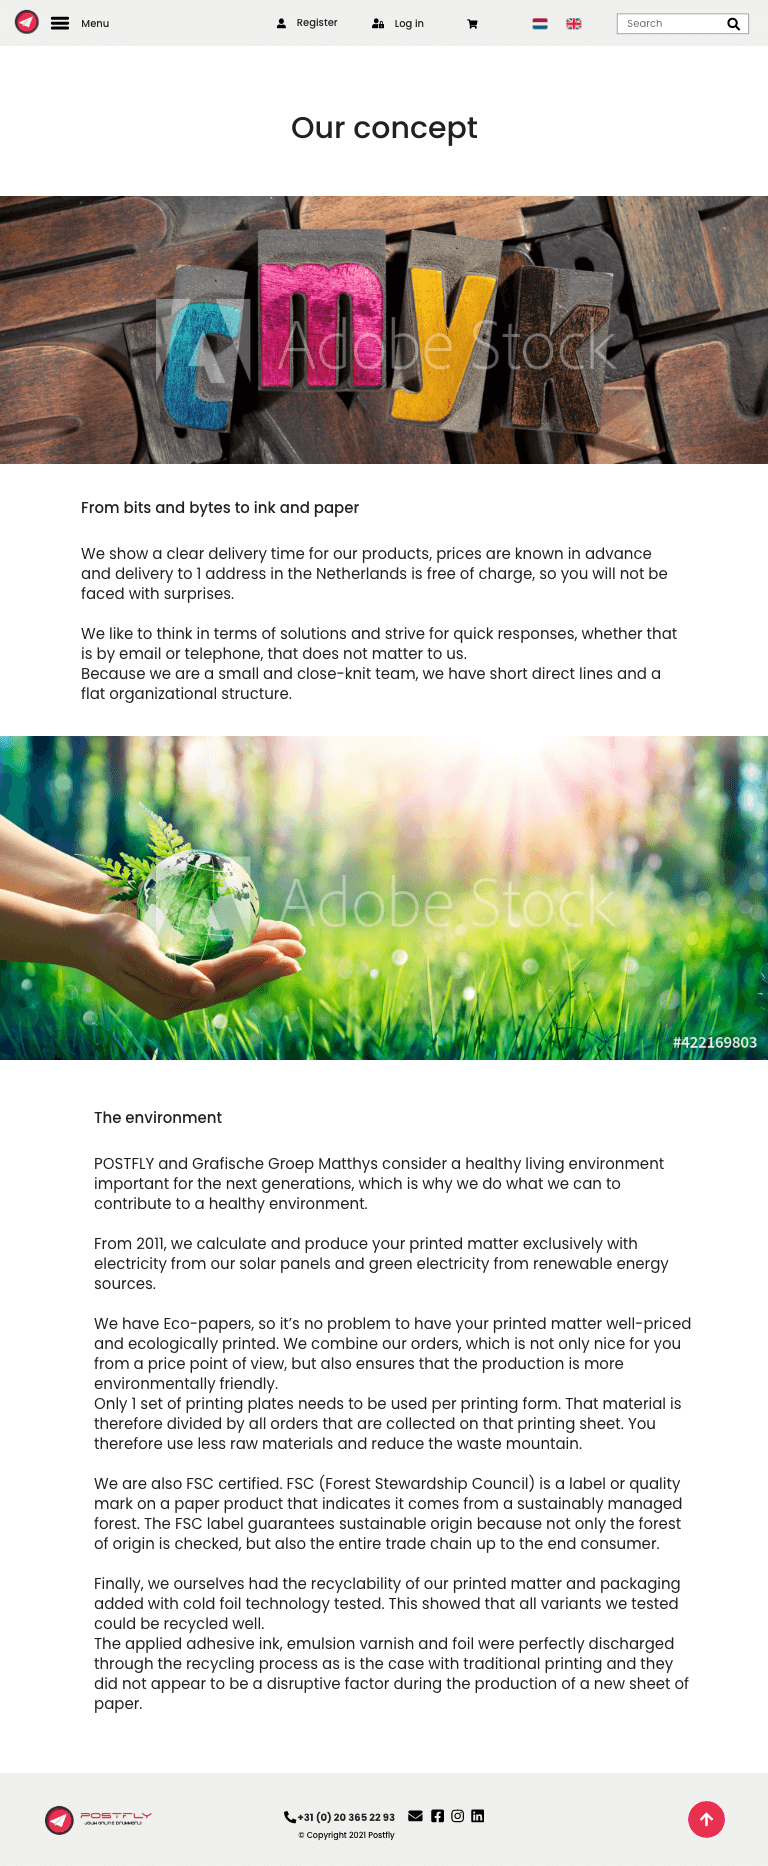 Menu
Register
Log in
Search
Our concept
cmyk
Adobe Stock
From bits and bytes to ink and paper
We show a clear delivery time for our products, prices are known in advance
and delivery to 1 address in the Netherlands is free of charge, so you will not be
faced with surprises.
We like to think in terms of solutions and strive for quick responses, whether that
is by email or telephone, that does not matter to us.
Because we are a small and close-knit team, we have short direct lines and a
flat organizational structure.
Adobe Stock
#422169803
The environment
POSTFLY and Grafische Groep Matthys consider a healthy living environment
important for the next generations, which is why we do what we can to
contribute to a healthy environment.
From 2011, we calculate and produce your printed matter exclusively with
electricity from our solar panels and green electricity from renewable energy
sources.
We have Eco-papers, so it's no problem to have your printed matter well-priced
and ecologically printed. We combine our orders, which is not only nice for you
from a price point of view, but also ensures that the production is more
environmentally friendly.
Only 1 set of printing plates needs to be used per printing form. That material is
therefore divided by all orders that are collected on that printing sheet. You
therefore use less raw materials and reduce the waste mountain.
We are also FSC certified. FSC (Forest Stewardship Council) is a label or quality
mark on a paper product that indicates it comes from a sustainably managed
forest. The FSC label guarantees sustainable origin because not only the forest
of origin is checked, but also the entire trade chain up to the end consumer.
Finally, we ourselves had the recyclability of our printed matter and packaging
added with cold foil technology tested. This showed that all variants we tested
could be recycled well.
The applied adhesive ink, emulsion varnish and foil were perfectly discharged
through the recycling process as is the case with traditional printing and they
did not appear to be a disruptive factor during the production of a new sheet of
paper.
POSTFLY
+31 (0) 20 365 22 93
© Copyright 2021 Postfly